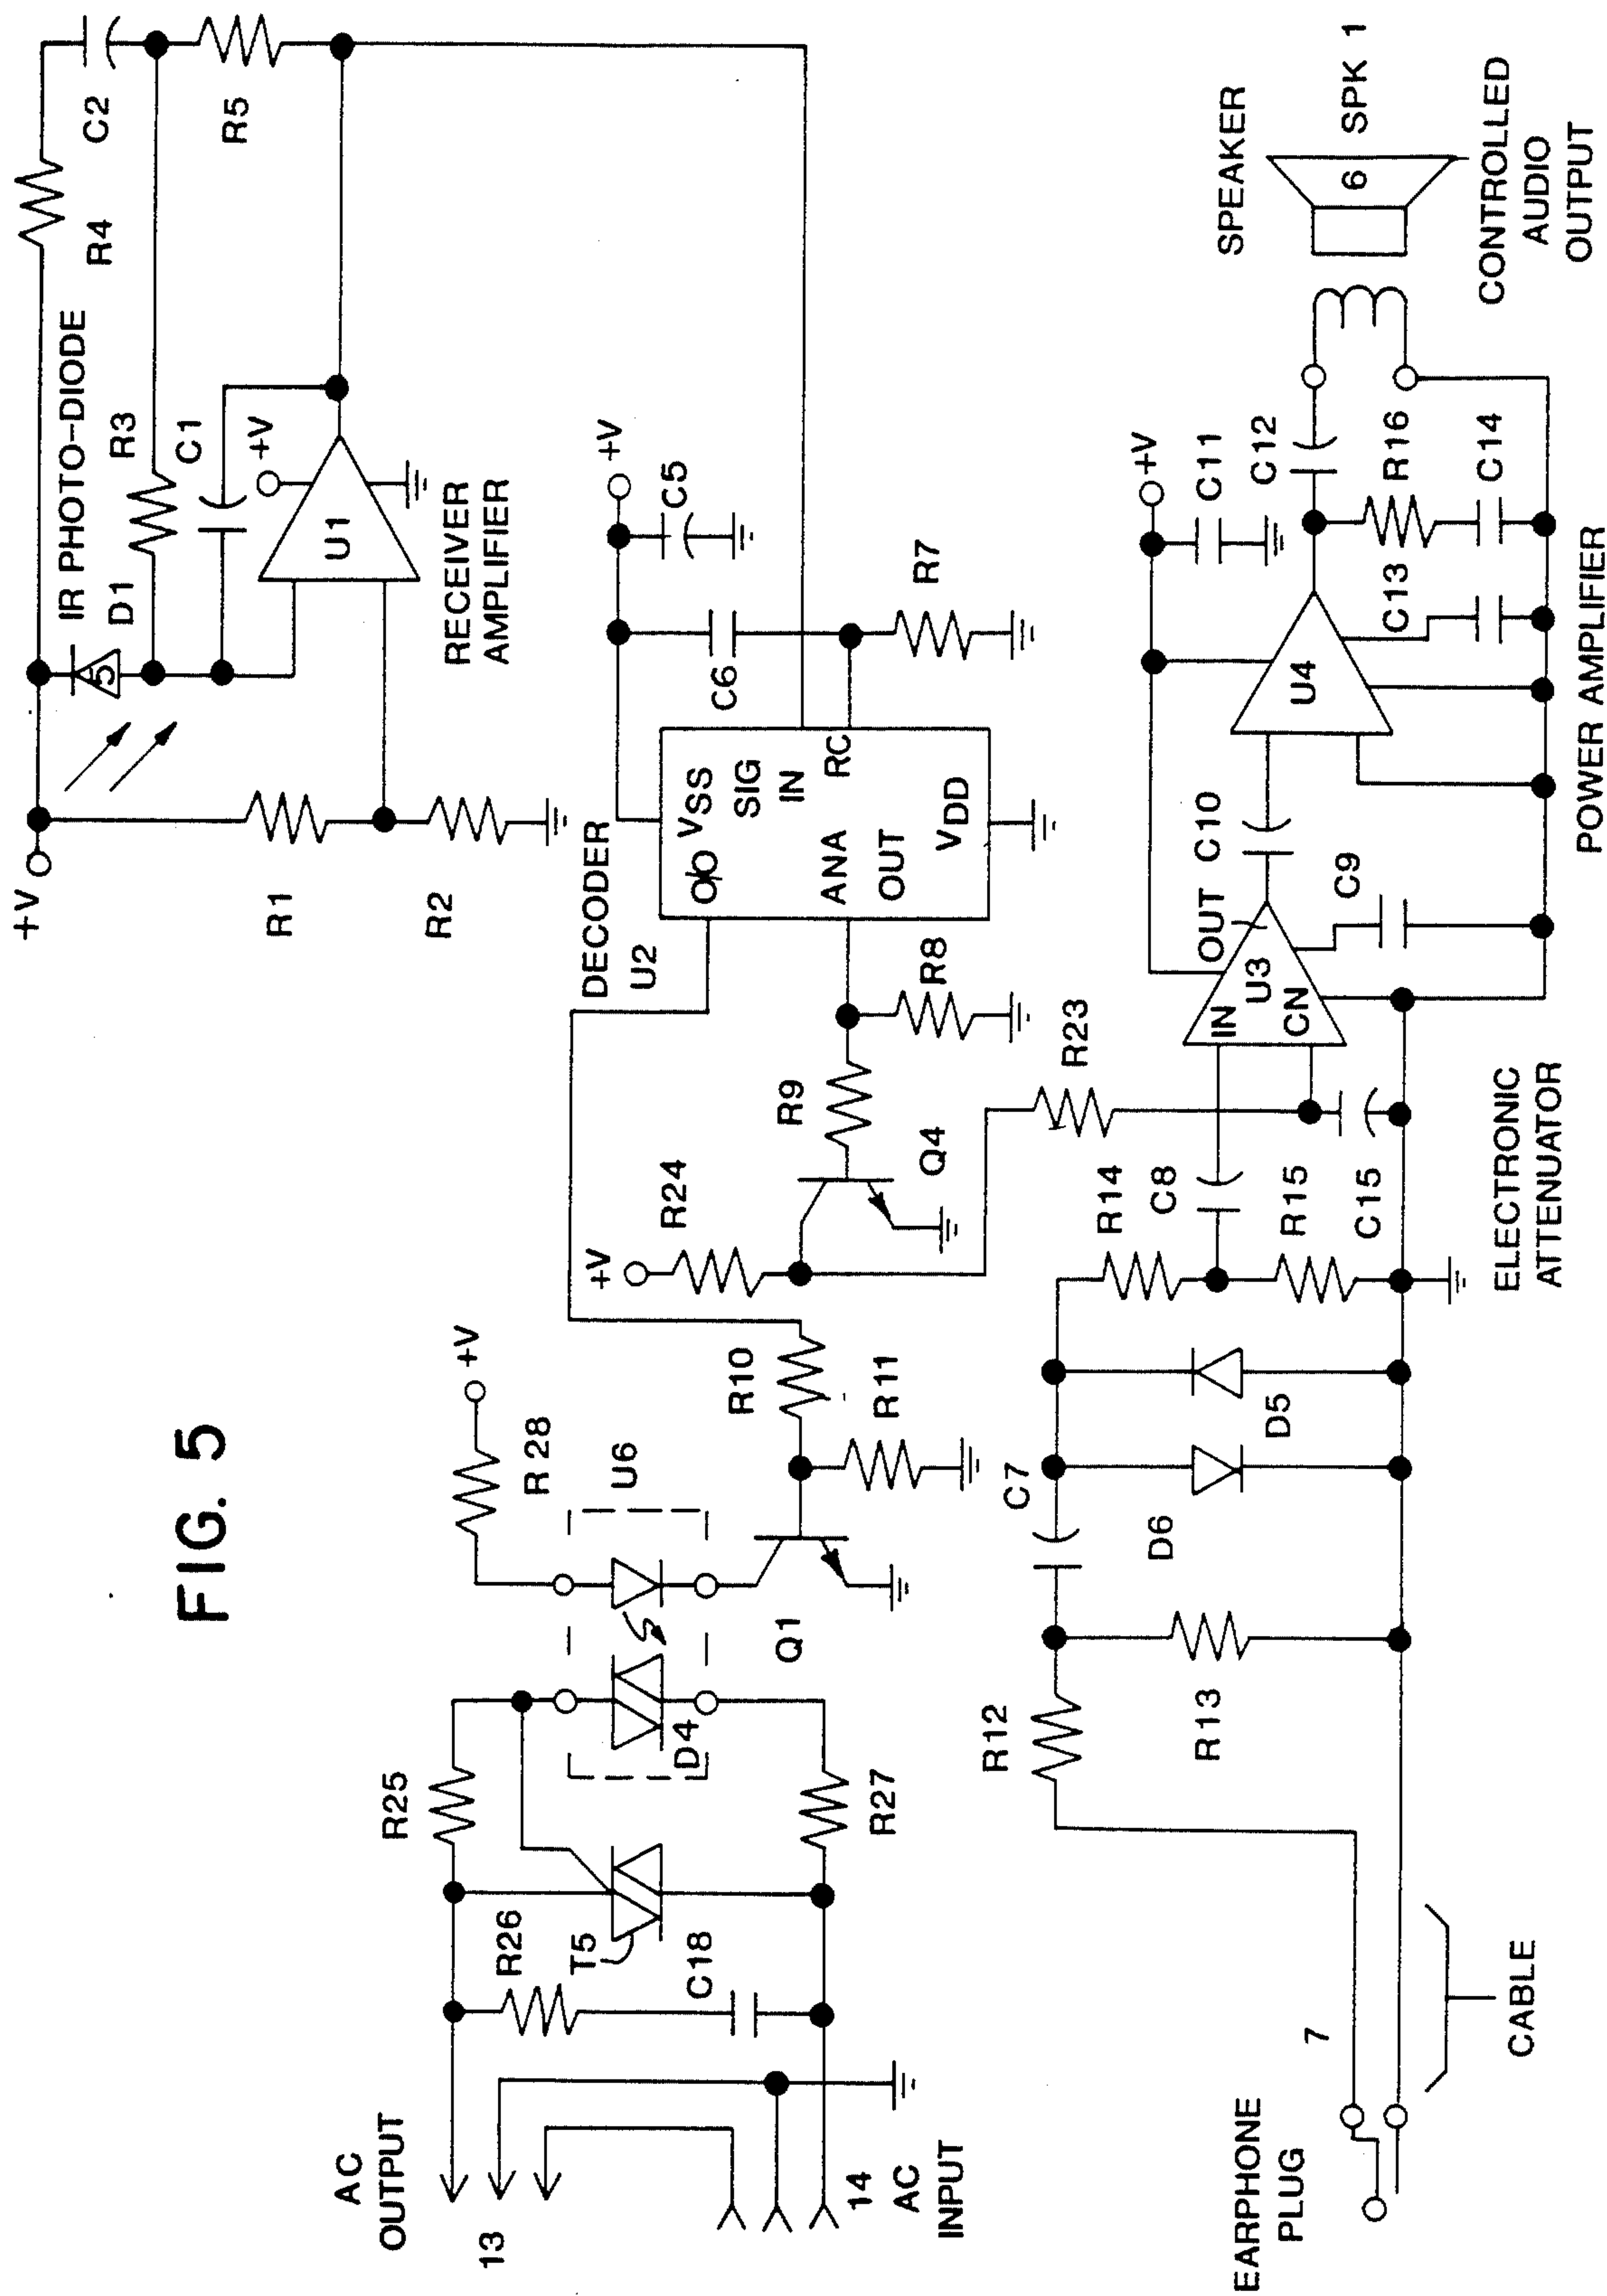 FIG. 5
+V
R1
R2
IR PHOTO-DIODE
D1
5
R3
C1
+V
U1
RECEIVER
AMPLIFIER
R4
C2
R5
DECODER
U2
O/O
VSS
SIG
IN
RC
ANA
OUT
VDD
+V
C5
C6
R7
R8
R9
Q4
R24
+V
R23
R10
R11
Q1
+V
R 28
U6
D4
R25
R27
T5
R26
C18
AC
OUTPUT
13
14
AC
INPUT
EARPHONE
PLUG
7
CABLE
R12
R13
C7
D6
D5
R14
C8
R15
C15
ELECTRONIC
ATTENUATOR
IN
CN
U3
OUT
C10
C9
U4
+V
C11
C12
C13
R16
C14
POWER AMPLIFIER
SPEAKER
6
SPK 1
CONTROLLED
AUDIO
OUTPUT